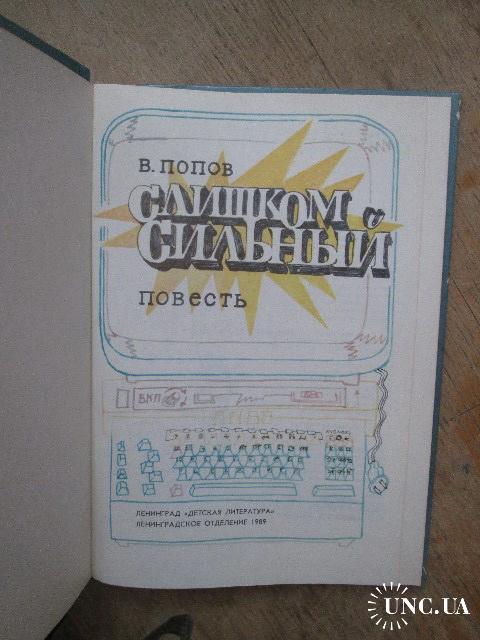 В. ПОПОВ
СЛИШКОМ
СИЛЬНЫЙ
повесть
ВКЛ
ЛЕНИНГРАД «ДЕТСКАЯ ЛИТЕРАТУРА»
ЛЕНИНГРАДСКОЕ ОТДЕЛЕНИЕ 1989
UNC.UA